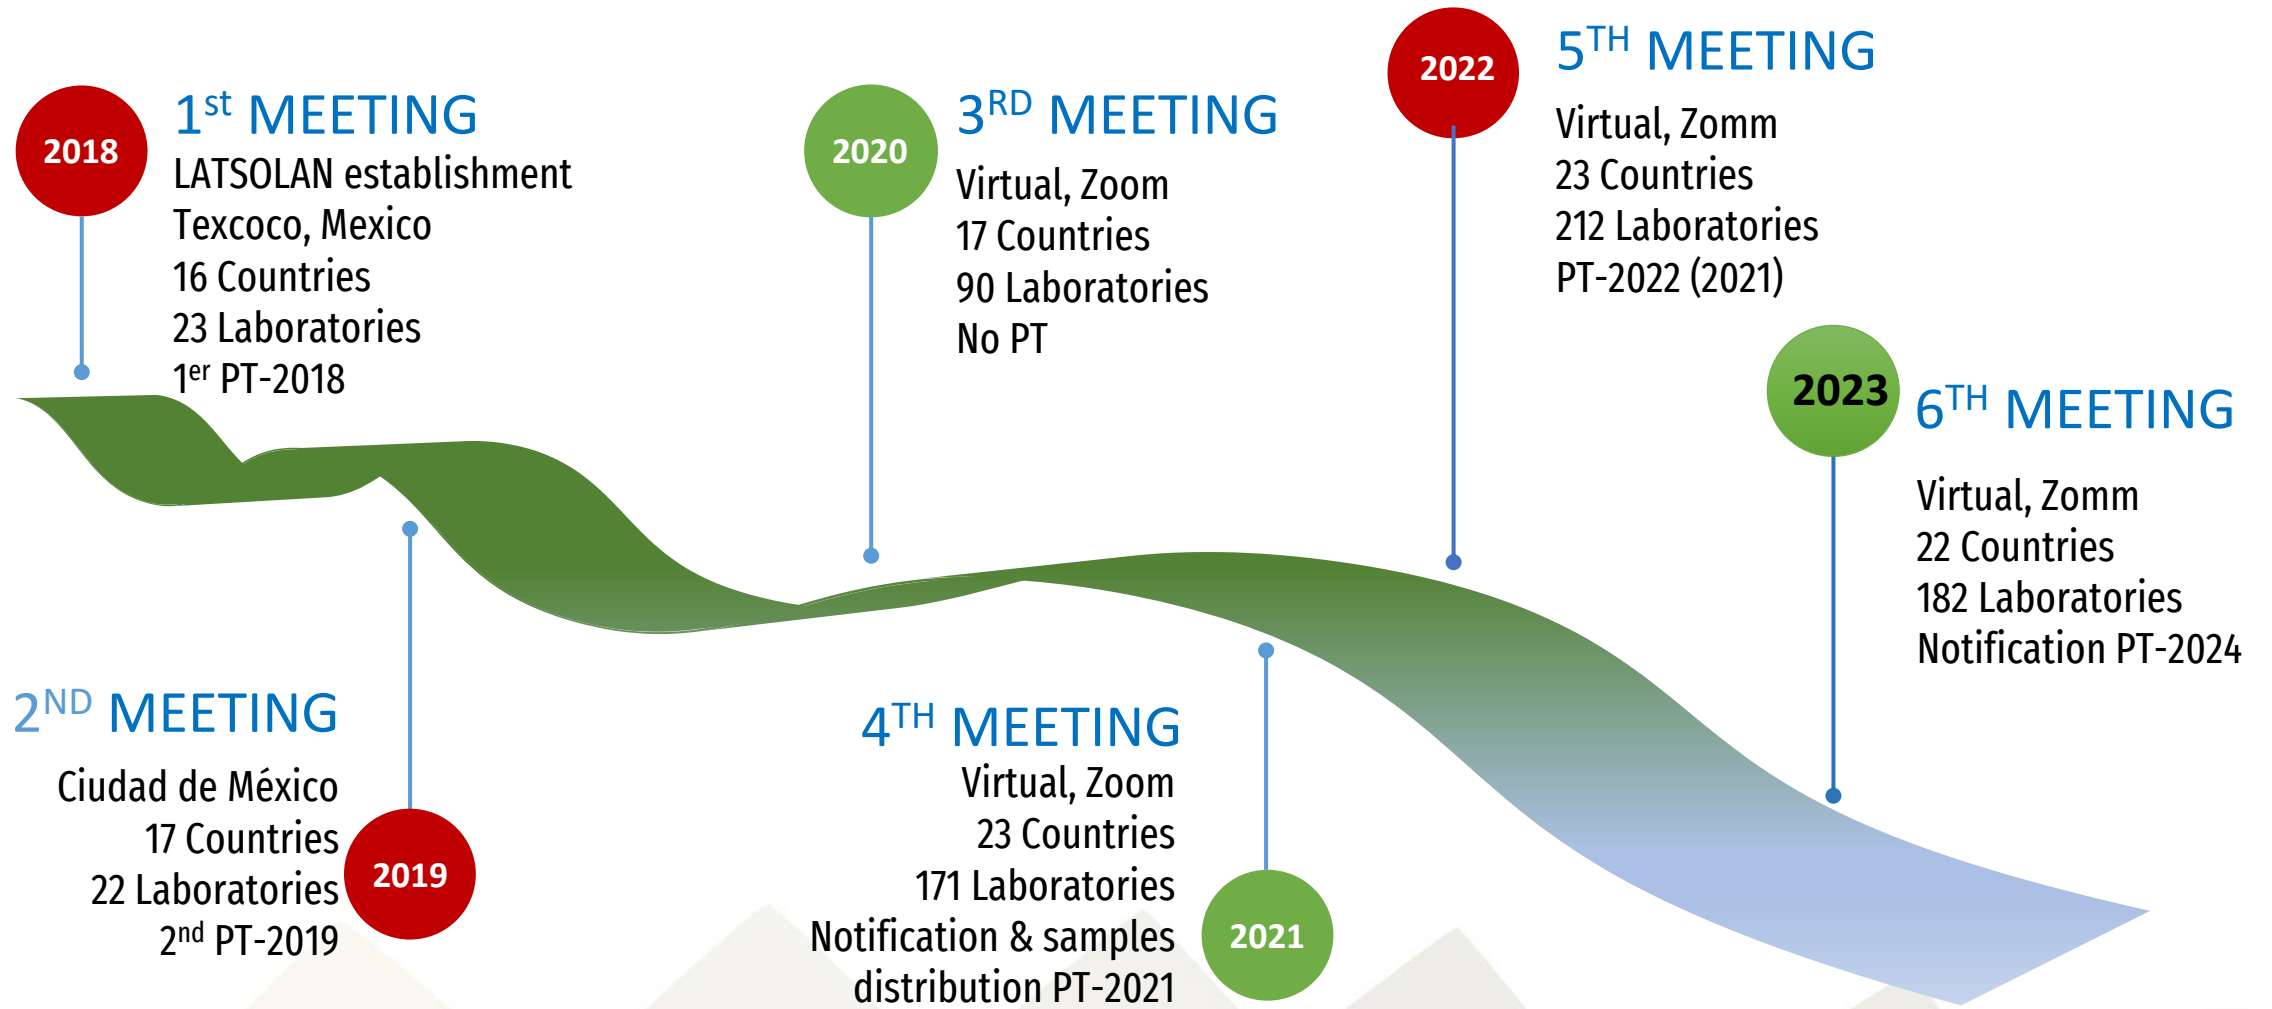 2018
1st MEETING
LATSOLAN establishment
Texcoco, Mexico
16 Countries
23 Laboratories
1er PT-2018
2ND MEETING
Ciudad de México
17 Countries
22 Laboratories
2nd PT-2019
2019
2020
3RD MEETING
Virtual, Zoom
17 Countries
90 Laboratories
No PT
4TH MEETING
Virtual, Zoom
23 Countries
171 Laboratories
Notification & samples
distribution PT-2021
2021
2022
5TH MEETING
Virtual, Zomm
23 Countries
212 Laboratories
PT-2022 (2021)
2023
6TH MEETING
Virtual, Zomm
22 Countries
182 Laboratories
Notification PT-2024